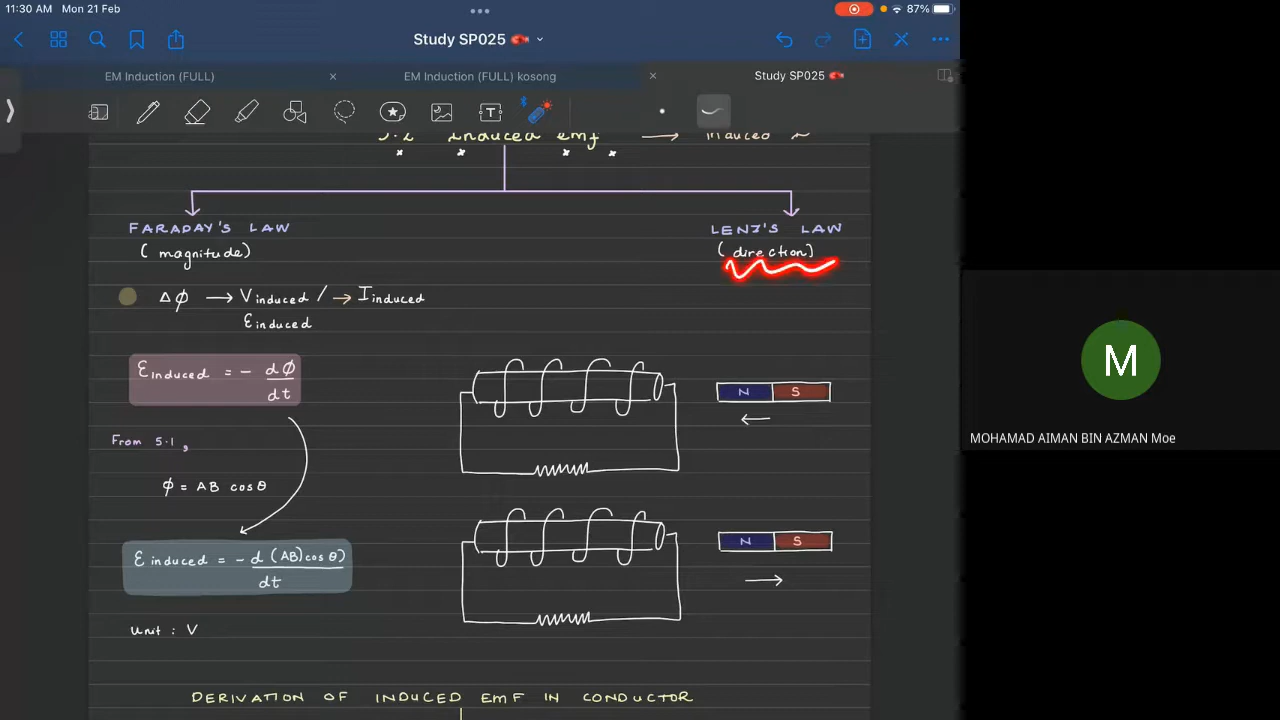 11:30 AM Mon 21 Feb
87%
Study SP025
EM Induction (FULL)
EM Induction (FULL) kosong
Study SP025
5.2 Induced emf → Induced
FARADAY'S LAW
(magnitude)
LENZ'S LAW
(direction)
Δϕ → V induced / → I induced
Ɛ induced
Ɛ induced = - dϕ
dt
N S
←
From 5.1,
ϕ = AB cos θ
Ɛ induced = - d (AB) cos θ)
dt
N S
→
unit : V
DERIVATION OF INDUCED EMF IN CONDUCTOR
M
MOHAMAD AIMAN BIN AZMAN Moe